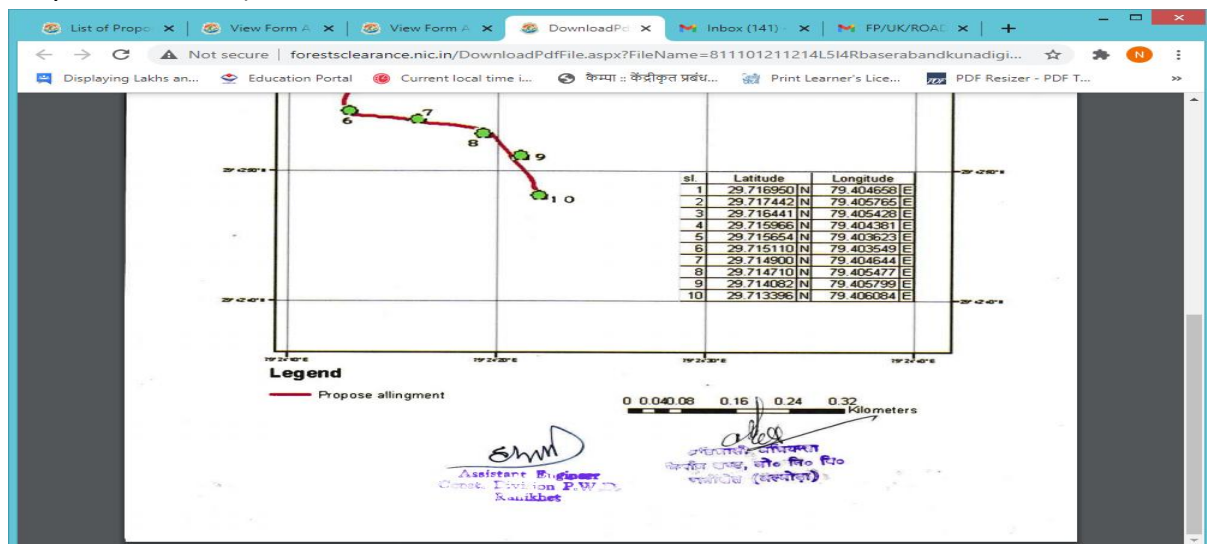 List of Propo
View Form A
View Form A
DownloadPd
Inbox (141) -
FP/UK/ROAD
Not secure | forestsclearance.nic.in/DownloadPdfFile.aspx?FileName=811101211214L5I4Rbaserabandkunadigi...
Displaying Lakhs an...
Education Portal
Current local time i...
कैम्पा :: केंद्रीकृत प्रबंध...
Print Learner's Lice...
PDF Resizer - PDF T...
6
7
8
9
10
sl. Latitude Longitude
1 29.716950 N 79.404658 E
2 29.717442 N 79.405765 E
3 29.716441 N 79.405428 E
4 29.715966 N 79.404381 E
5 29.715654 N 79.403623 E
6 29.715110 N 79.403549 E
7 29.714900 N 79.404644 E
8 29.714710 N 79.405477 E
9 29.714082 N 79.405799 E
10 29.713396 N 79.406084 E
Legend
Propose allingment
0 0.040.08 0.16 0.24 0.32
Kilometers
Assistant Engineer
Const. Division P.W.D.
Ranikhet